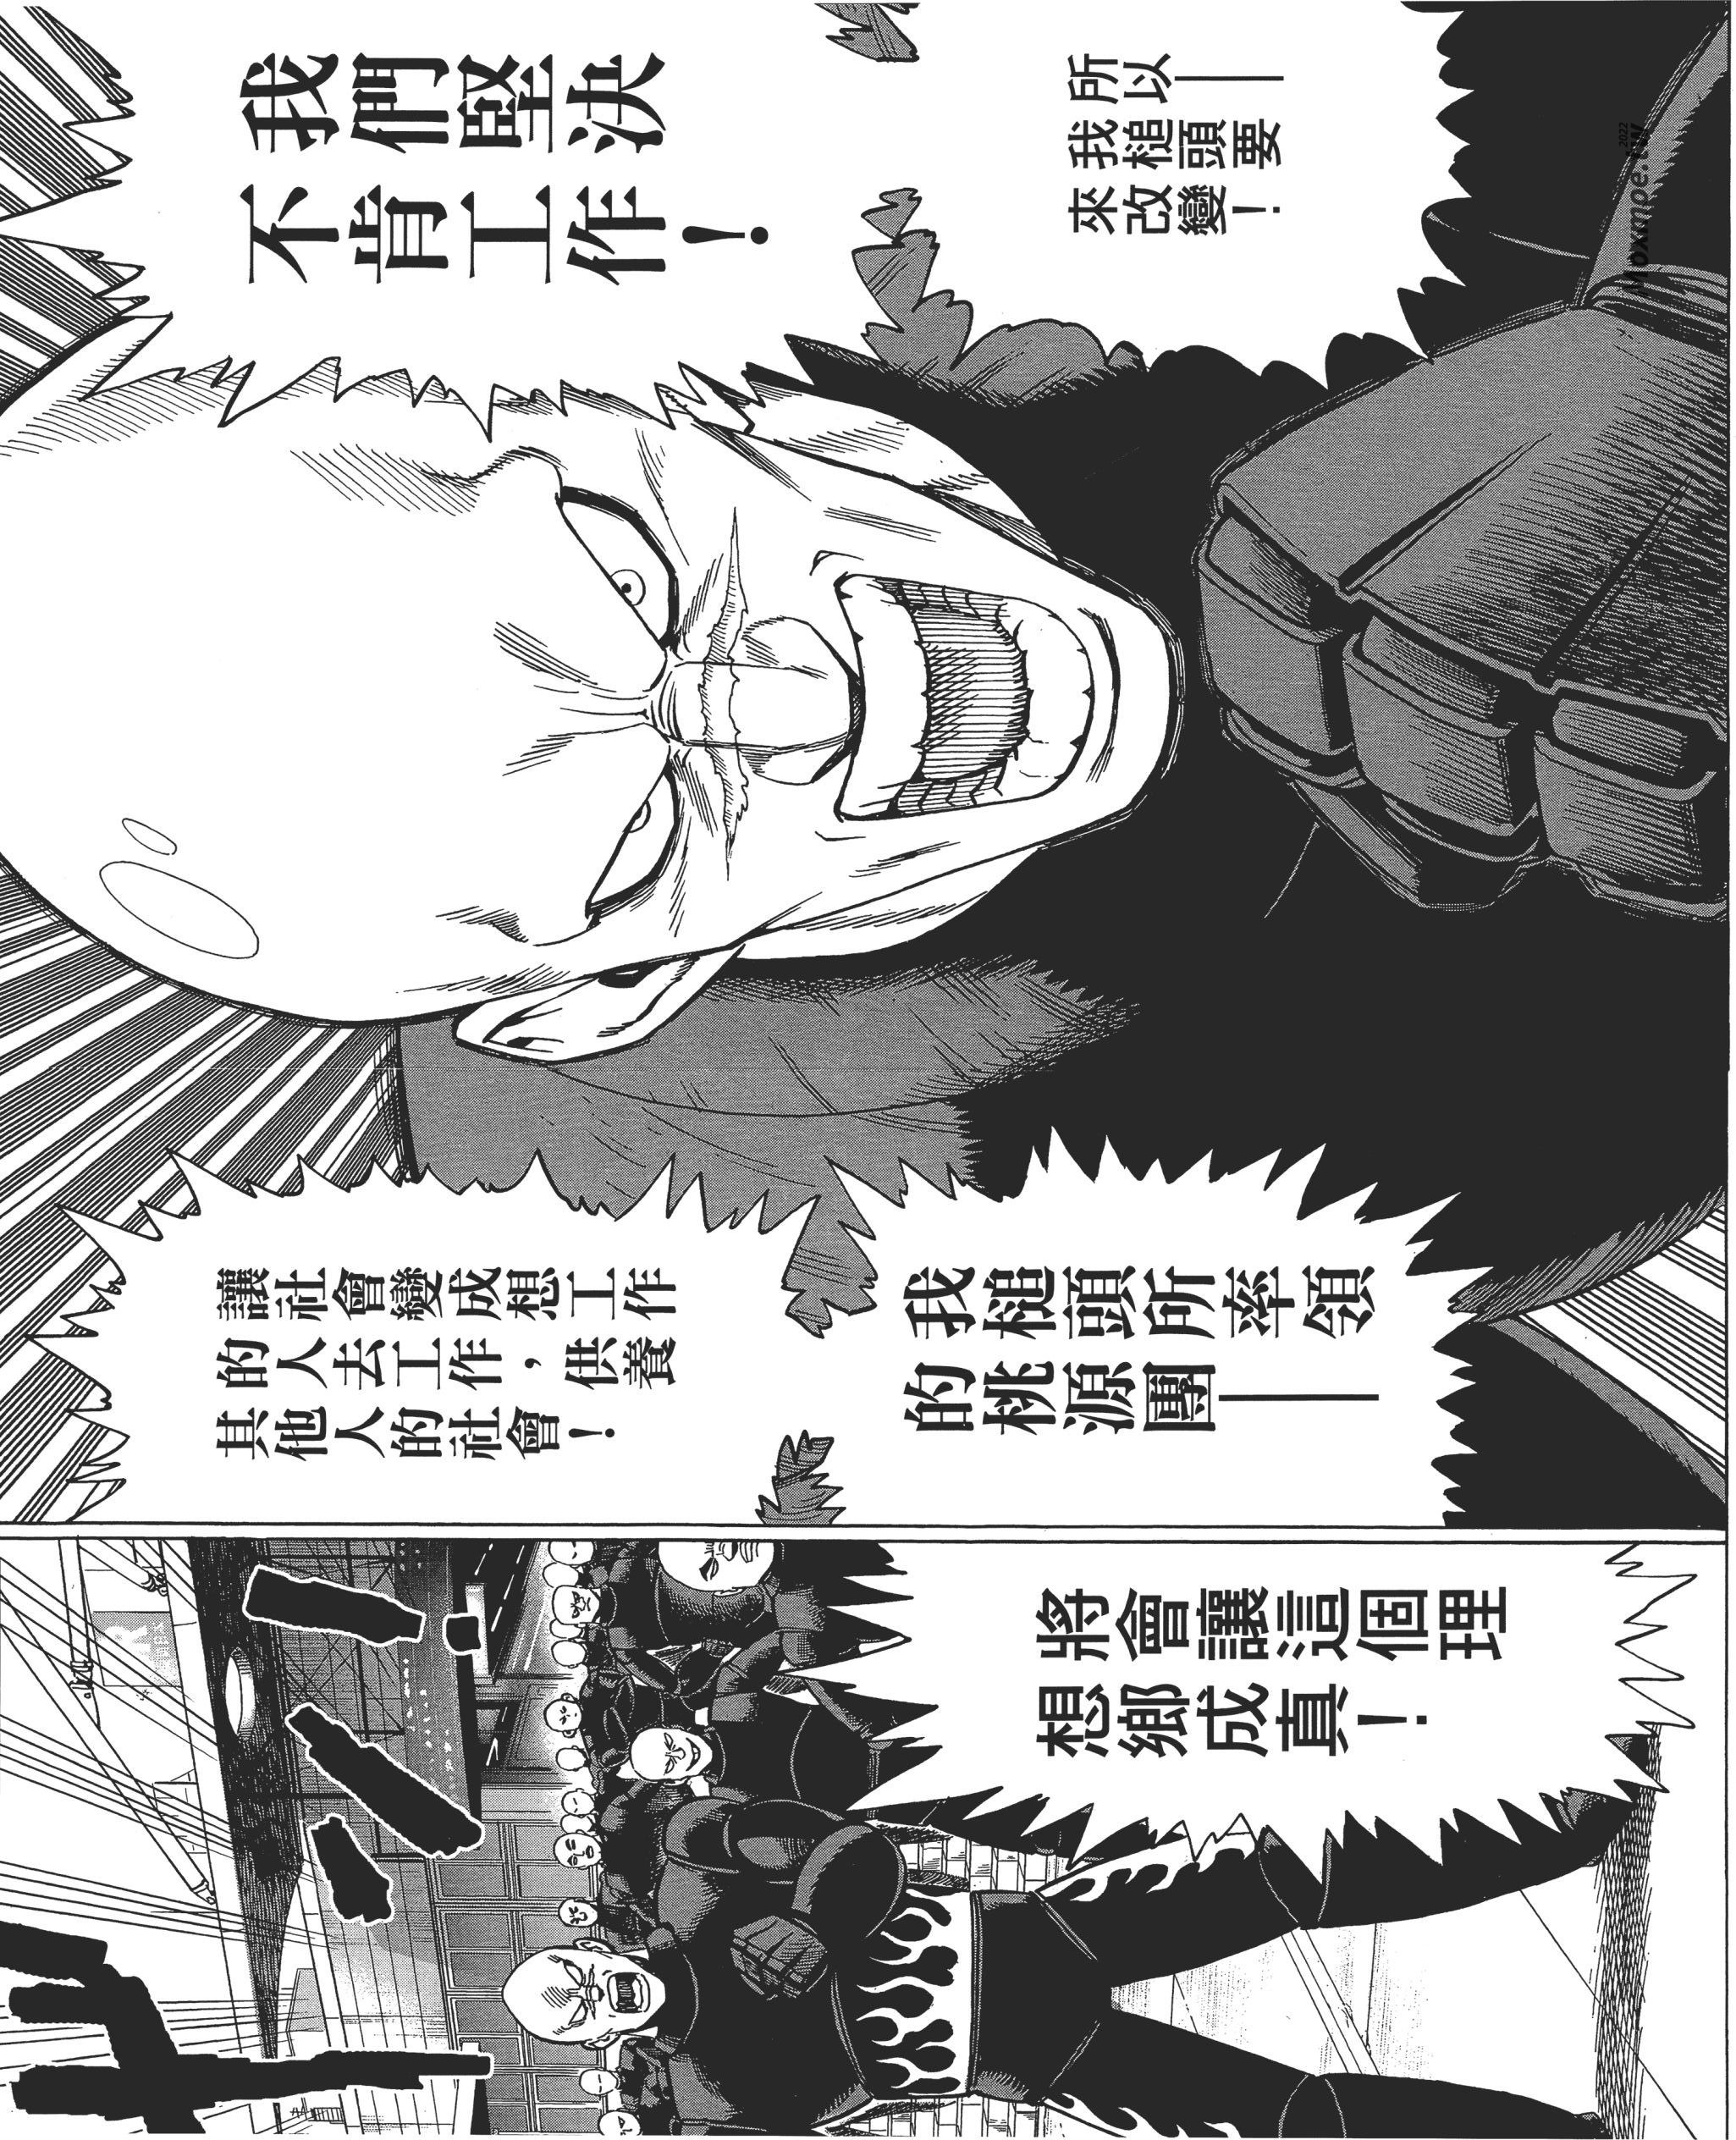 我們堅決
不肯工作！
所以——
我槌頭要
來改變！
讓社會變成想工作
的人去工作，供養
其他人的社會！
我槌頭所率領
的桃源團——
將會讓這個理
想鄉成真！
2022
Moxmoe.tw